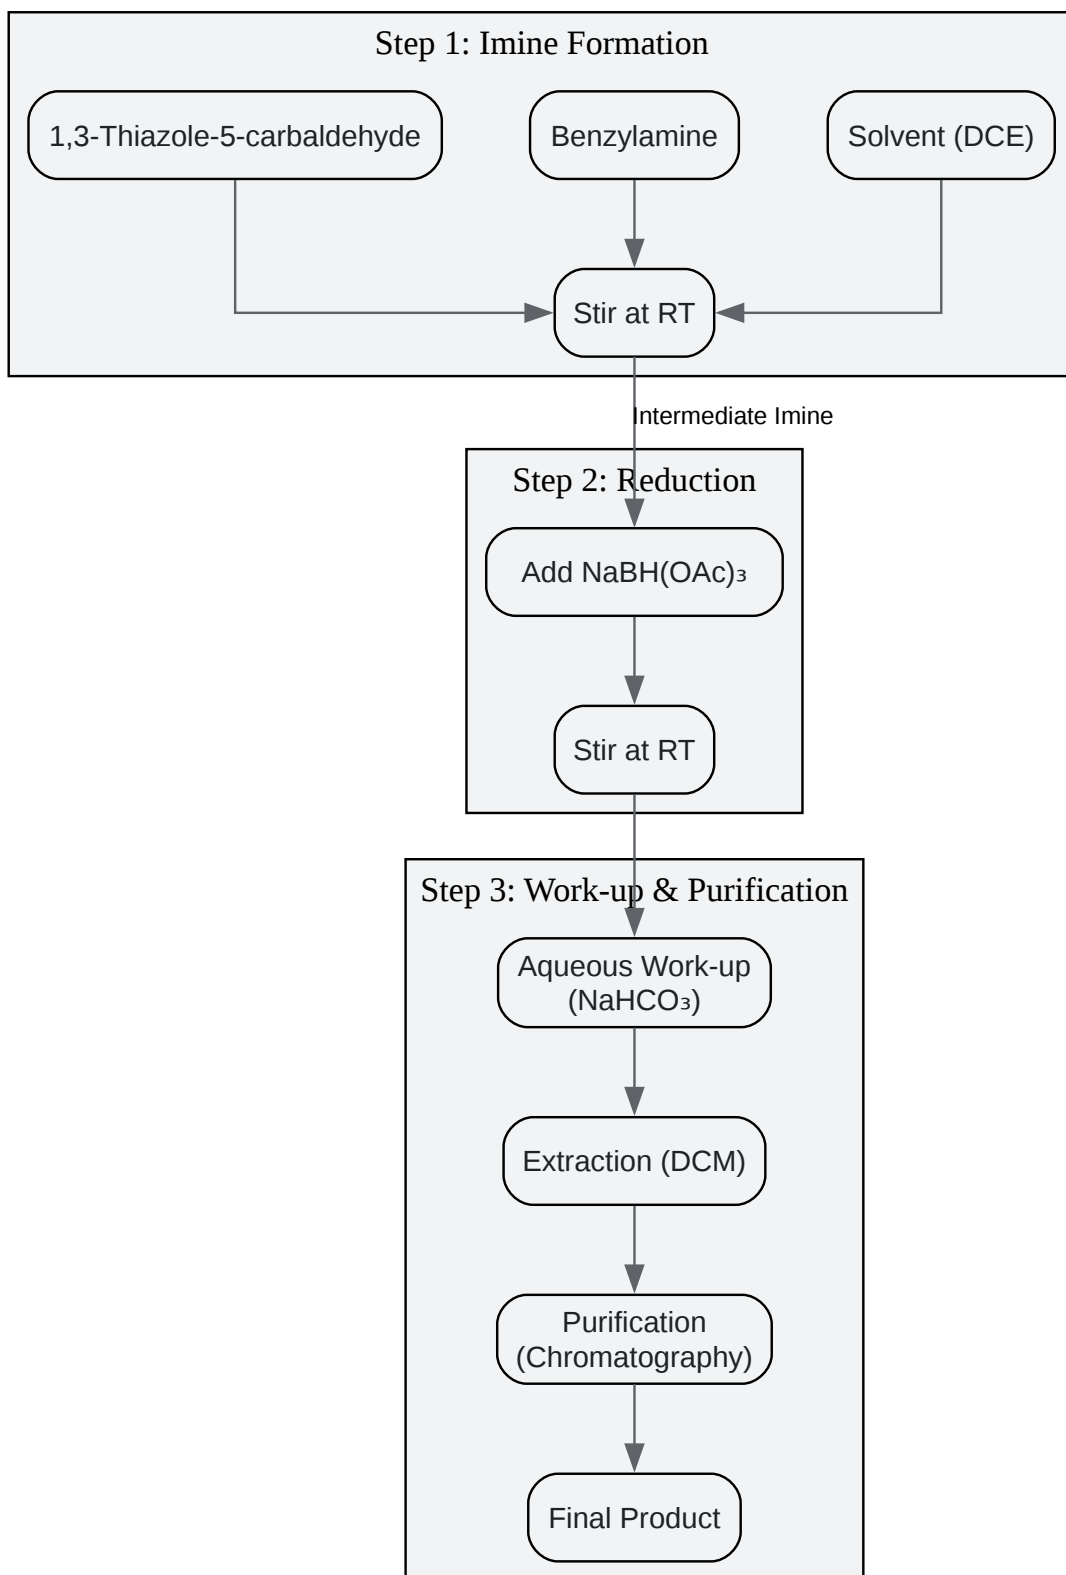 Step 1: Imine Formation
1,3-Thiazole-5-carbaldehyde
Benzylamine
Solvent (DCE)
Stir at RT
Intermediate Imine
Step 2: Reduction
Add NaBH(OAc)₃
Stir at RT
Step 3: Work-up & Purification
Aqueous Work-up
(NaHCO₃)
Extraction (DCM)
Purification
(Chromatography)
Final Product